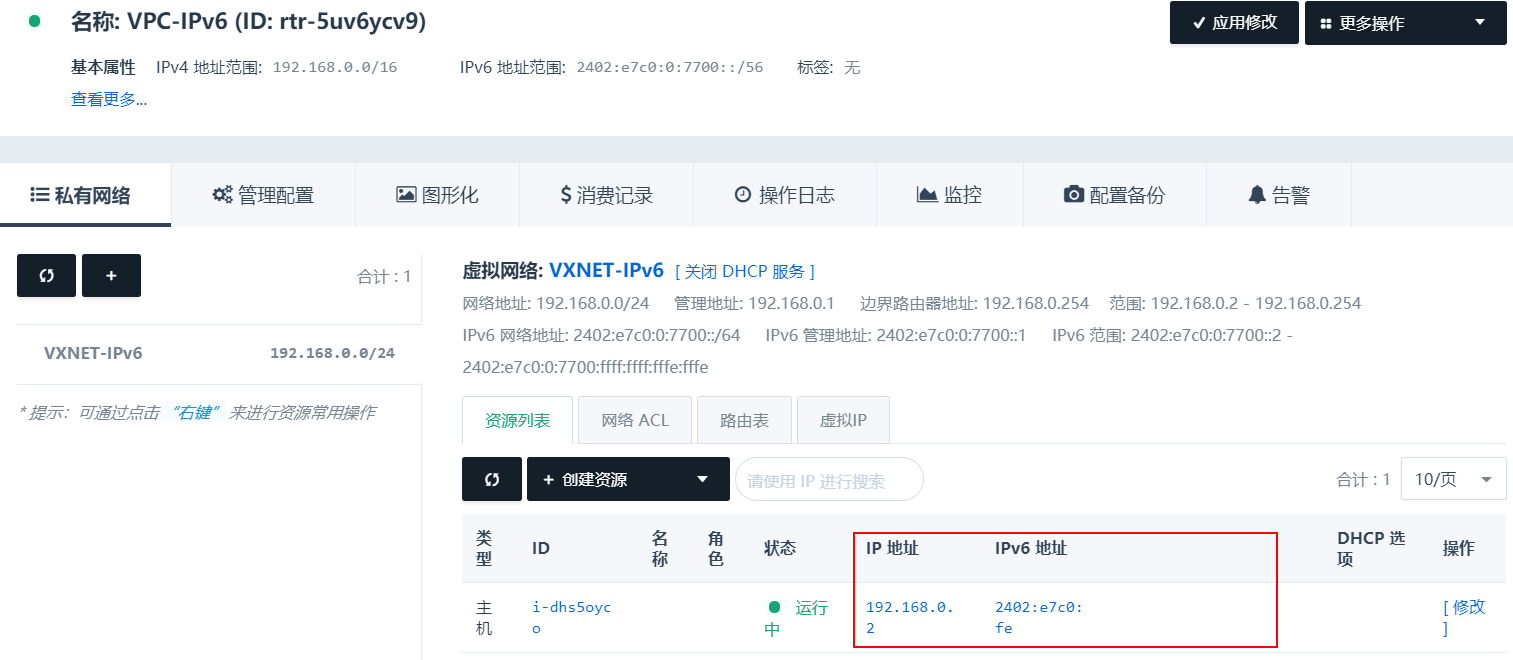 名称: VPC-IPv6 (ID: rtr-5uv6ycv9)
应用修改
更多操作
基本属性 IPv4 地址范围: 192.168.0.0/16 IPv6 地址范围: 2402:e7c0:0:7700::/56 标签: 无
查看更多...
私有网络 管理配置 图形化 消费记录 操作日志 监控 配置备份 告警
合计 : 1
VXNET-IPv6 192.168.0.0/24
* 提示：可通过点击 “右键” 来进行资源常用操作
虚拟网络: VXNET-IPv6 [ 关闭 DHCP 服务 ]
网络地址: 192.168.0.0/24 管理地址: 192.168.0.1 边界路由器地址: 192.168.0.254 范围: 192.168.0.2 - 192.168.0.254
IPv6 网络地址: 2402:e7c0:0:7700::/64 IPv6 管理地址: 2402:e7c0:0:7700::1 IPv6 范围: 2402:e7c0:0:7700::2 -
2402:e7c0:0:7700:ffff:ffff:fffe:fffe
资源列表 网络 ACL 路由表 虚拟IP
+ 创建资源 请使用 IP 进行搜索 合计 : 1 10/页
类型 ID 名称 角色 状态 IP 地址 IPv6 地址 DHCP 选项 操作
主机 i-dhs5oyco 运行中 192.168.0.2 2402:e7c0:
fe
[ 修改 ]